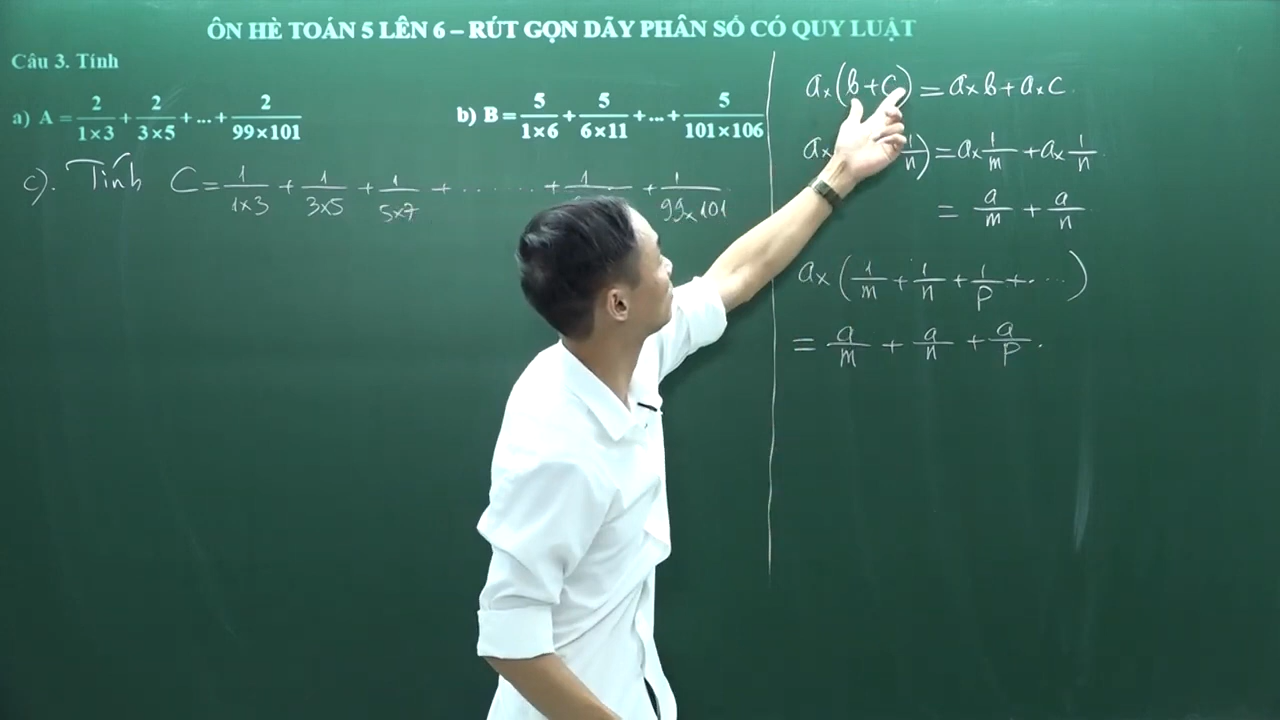 ÔN HÈ TOÁN 5 LÊN 6 – RÚT GỌN DÃY PHÂN SỐ CÓ QUY LUẬT
Câu 3. Tính
a) A = 2/(1×3) + 2/(3×5) + ... + 2/(99×101)
b) B = 5/(1×6) + 5/(6×11) + ... + 5/(101×106)
c). Tính C = 1/(1×3) + 1/(3×5) + 1/(5×7) + ........ + 1 + 1/(99×101)
a×(b+c) = a×b + a×c
a× 1/n) = a×1/m + a×1/n
= a/m + a/n
a×(1/m + 1/n + 1/p + ....)
= a/m + a/n + a/p.